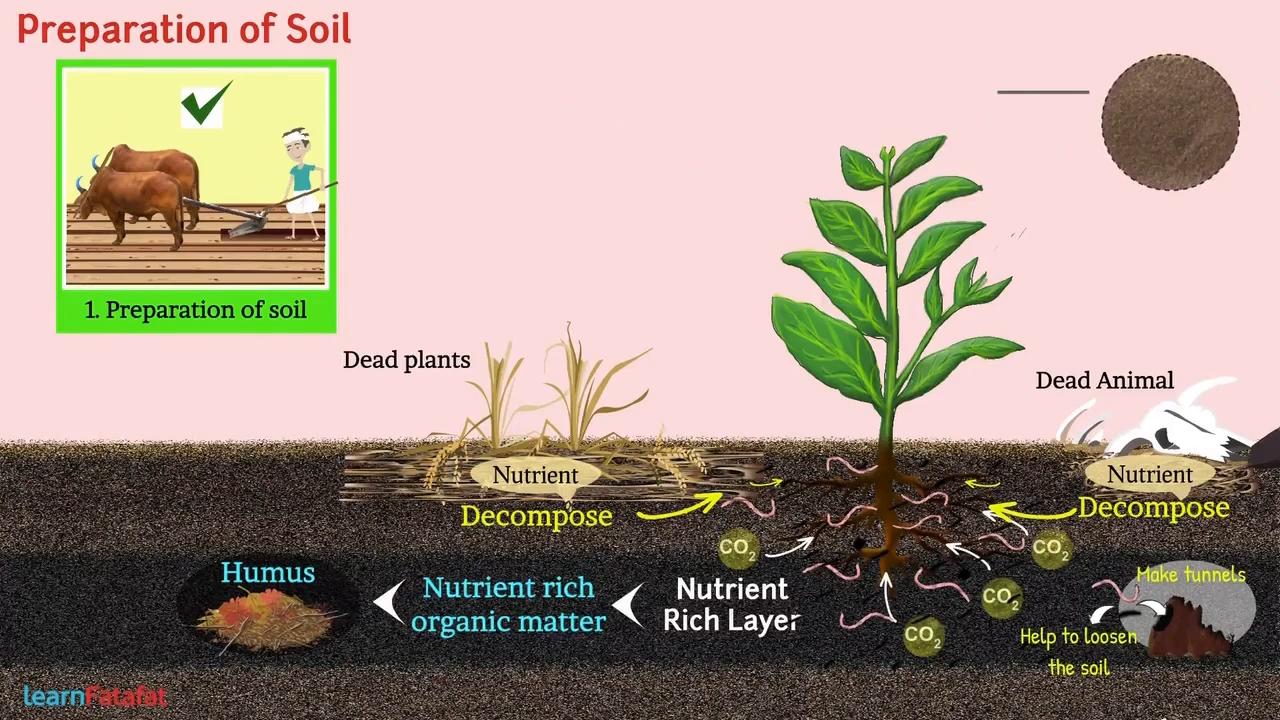 Preparation of Soil
1. Preparation of soil
Dead plants
Dead Animal
Nutrient
Nutrient
Decompose
Decompose
CO2
CO2
CO2
CO2
Humus
Nutrient rich
organic matter
Nutrient
Rich Layer
Make tunnels
Help to loosen
the soil
learnFatafat